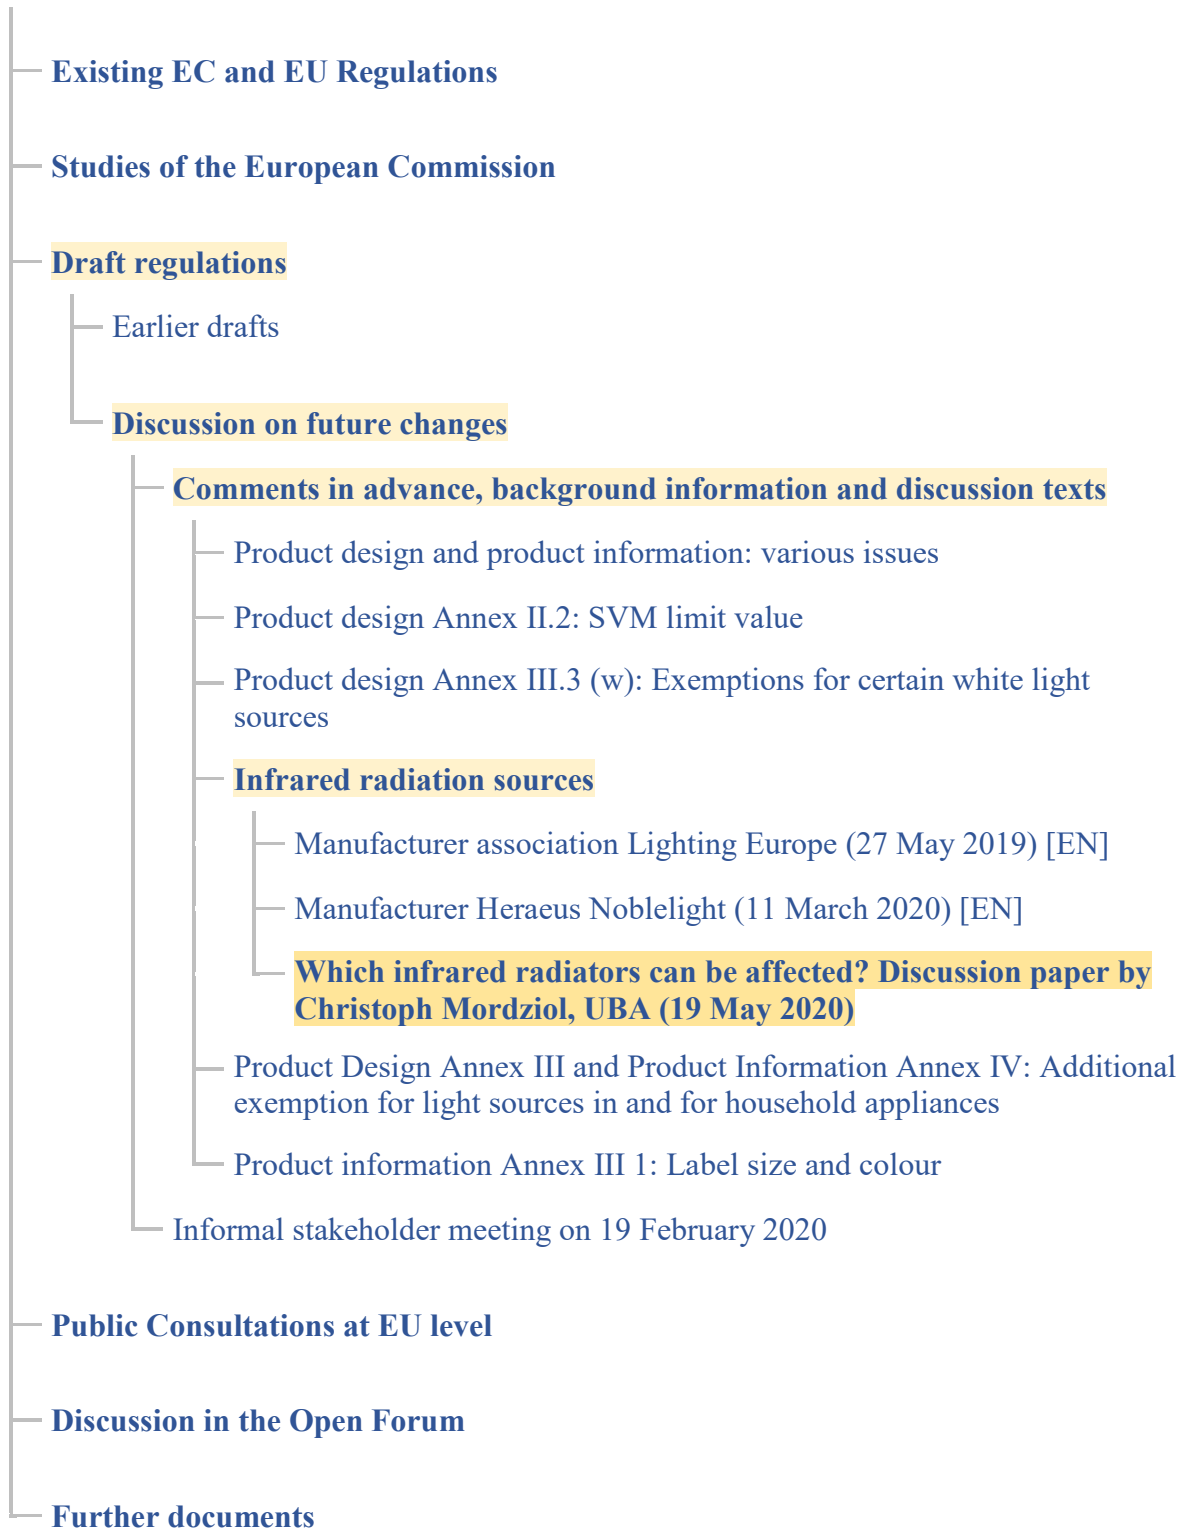 Existing EC and EU Regulations
Studies of the European Commission
Draft regulations
Earlier drafts
Discussion on future changes
Comments in advance, background information and discussion texts
Product design and product information: various issues
Product design Annex II.2: SVM limit value
Product design Annex III.3 (w): Exemptions for certain white light
sources
Infrared radiation sources
Manufacturer association Lighting Europe (27 May 2019) [EN]
Manufacturer Heraeus Noblelight (11 March 2020) [EN]
Which infrared radiators can be affected? Discussion paper by
Christoph Mordziol, UBA (19 May 2020)
Product Design Annex III and Product Information Annex IV: Additional
exemption for light sources in and for household appliances
Product information Annex III 1: Label size and colour
Informal stakeholder meeting on 19 February 2020
Public Consultations at EU level
Discussion in the Open Forum
Further documents